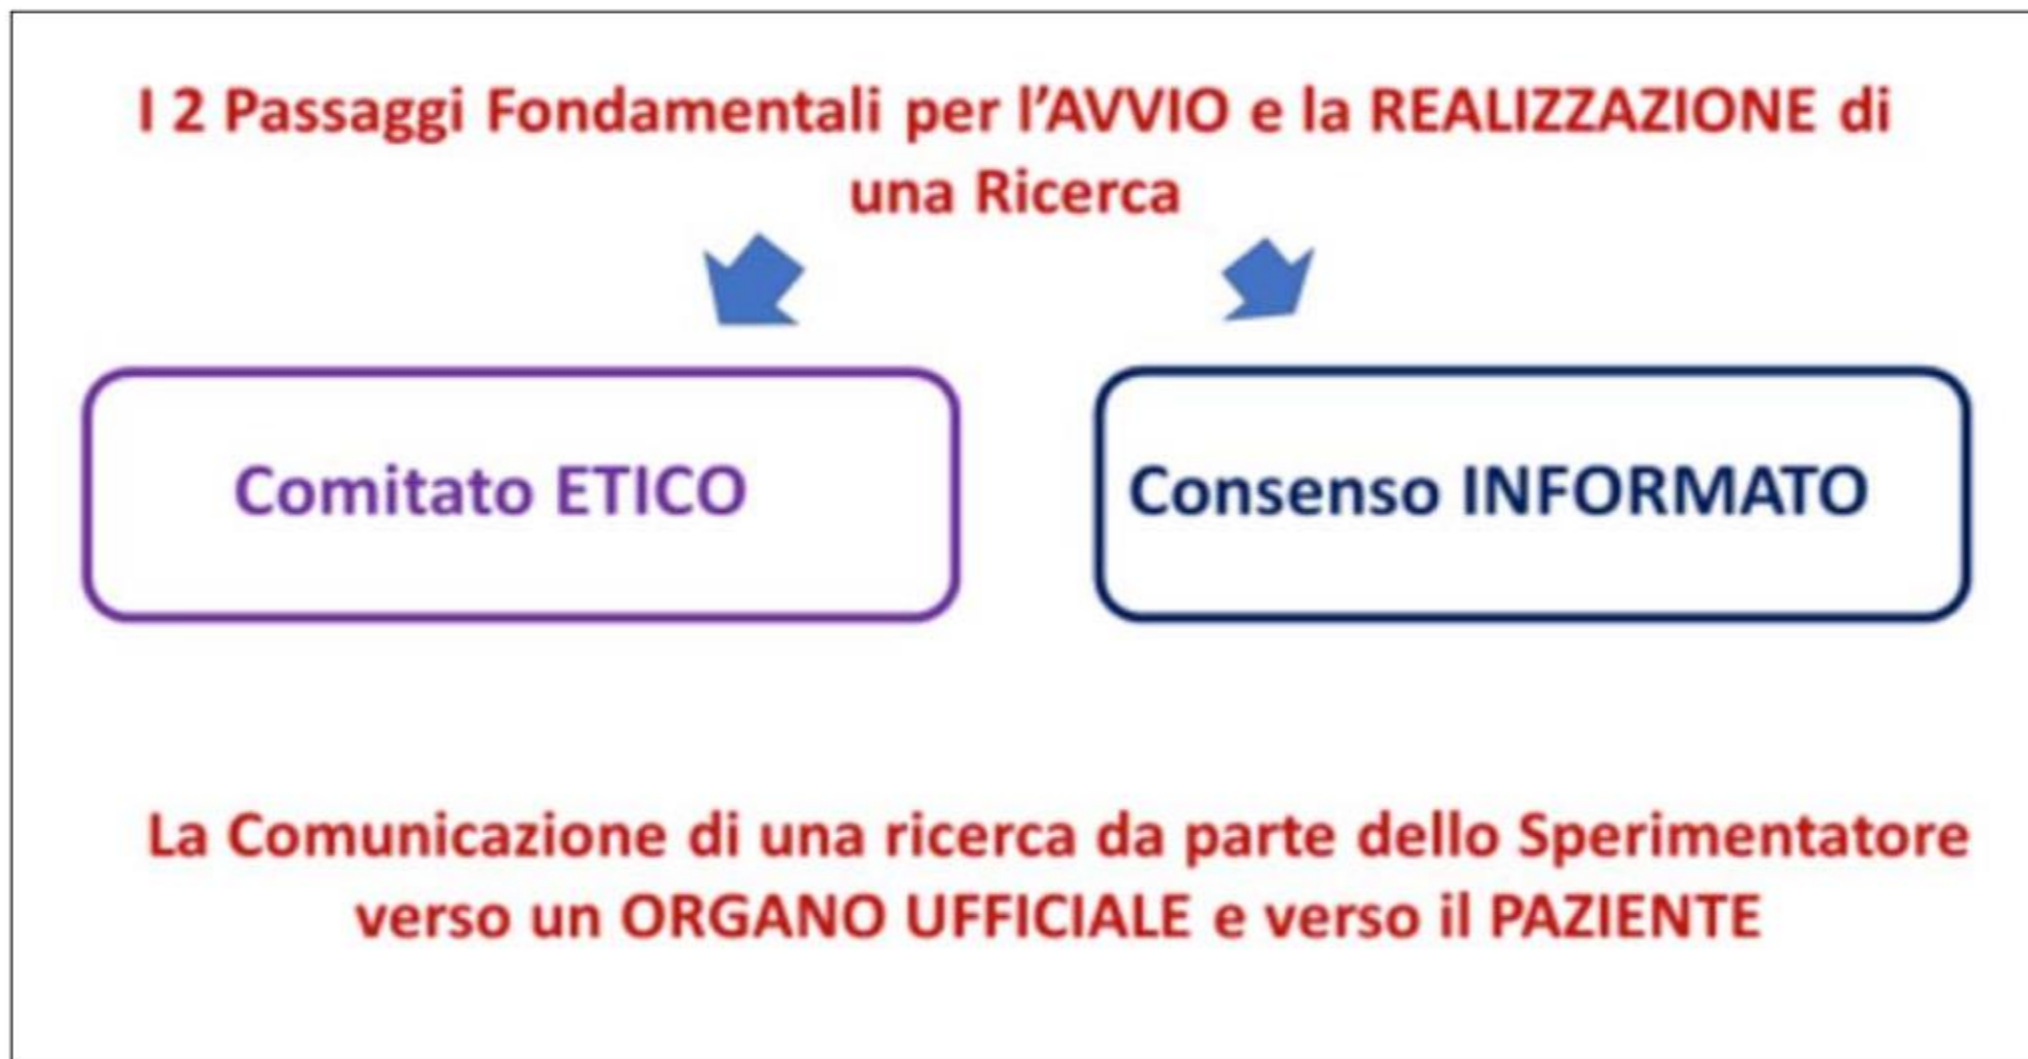 I 2 Passaggi Fondamentali per l’AVVIO e la REALIZZAZIONE di
una Ricerca
Comitato ETICO
Consenso INFORMATO
La Comunicazione di una ricerca da parte dello Sperimentatore
verso un ORGANO UFFICIALE e verso il PAZIENTE